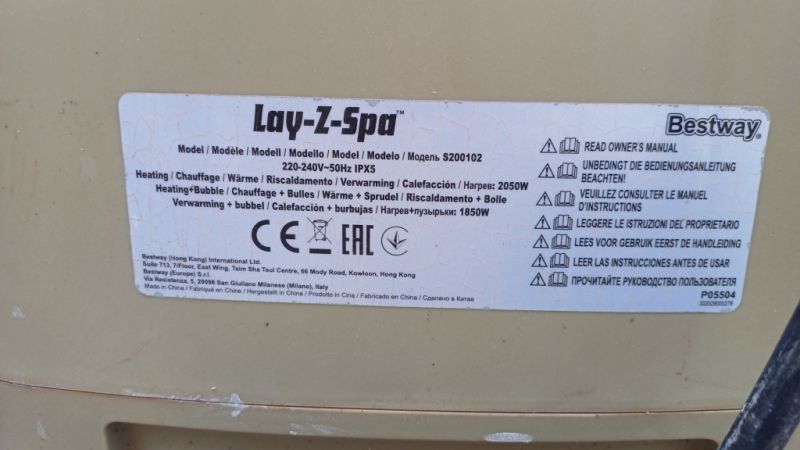 Lay-Z-Spa™
Model / Modèle / Modell / Modello / Model / Modelo / Модель S200102
220-240V~50Hz IPX5
Heating / Chauffage / Wärme / Riscaldamento / Verwarming / Calefacción / Нагрев: 2050W
Heating+Bubble / Chauffage + Bulles / Wärme + Sprudel / Riscaldamento + Bolle
Verwarming + bubbel / Calefacción + burbujas / Нагрев+пузырьки: 1850W
CE EAC
Bestway (Hong Kong) International Ltd.
Suite 713, 7/Floor, East Wing, Tsim Sha Tsui Centre, 66 Mody Road, Kowloon, Hong Kong
Bestway (Europe) S.r.l.
Via Resistenza, 5, 20098 San Giuliano Milanese (Milano), Italy
Made in China / Fabriqué en Chine / Hergestellt in China / Prodotto in Cina / Fabricado en China / Сделано в Китае
Bestway®
READ OWNER'S MANUAL
UNBEDINGT DIE BEDIENUNGSANLEITUNG
BEACHTEN!
VEUILLEZ CONSULTER LE MANUEL
D'INSTRUCTIONS
LEGGERE LE ISTRUZIONI DEL PROPRIETARIO
LEES VOOR GEBRUIK EERST DE HANDLEIDING
LEER LAS INSTRUCCIONES ANTES DE USAR
ПРОЧИТАЙТЕ РУКОВОДСТВО ПОЛЬЗОВАТЕЛЯ
P05504